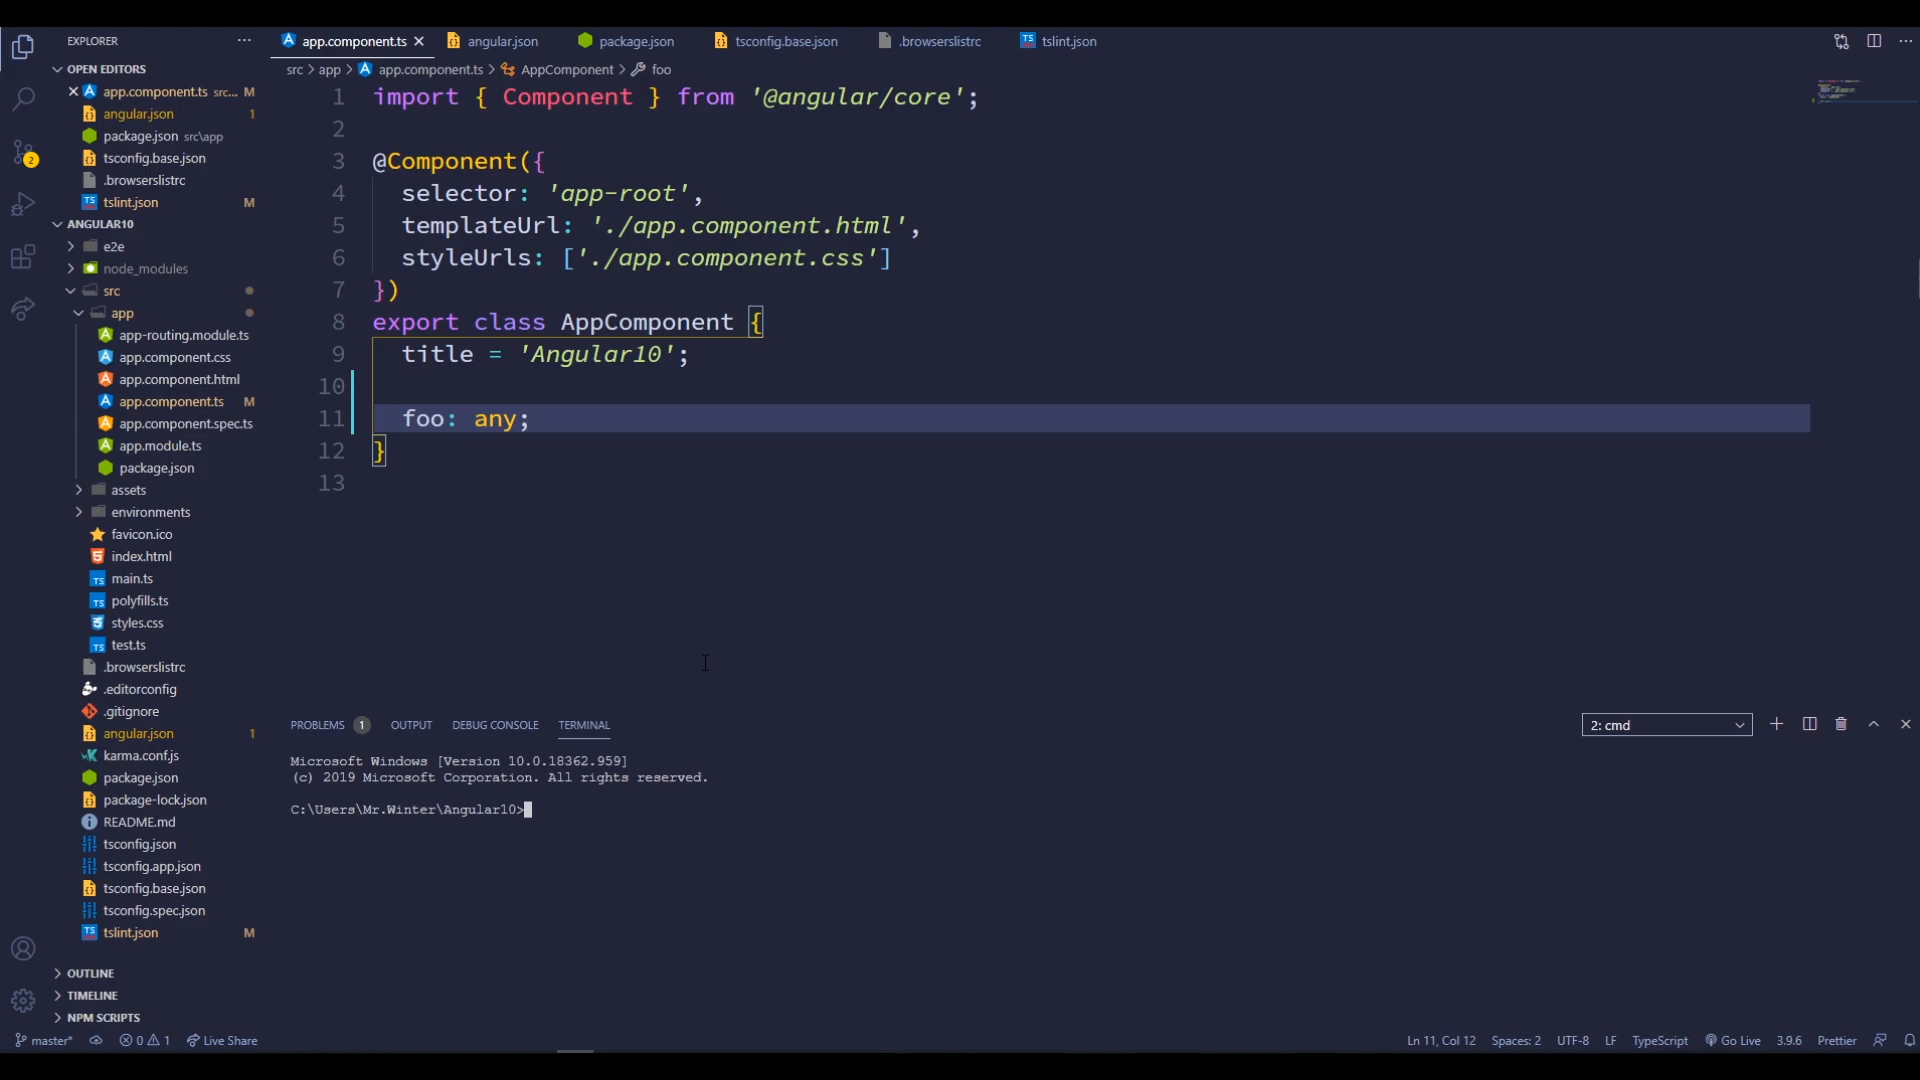 EXPLORER
OPEN EDITORS
app.component.ts src... M
angular.json 1
package.json src\app
tsconfig.base.json
.browserslistrc
tslint.json M
ANGULAR10
e2e
node_modules
src
app
app-routing.module.ts
app.component.css
app.component.html
app.component.ts M
app.component.spec.ts
app.module.ts
package.json
assets
environments
favicon.ico
index.html
main.ts
polyfills.ts
styles.css
test.ts
.browserslistrc
.editorconfig
.gitignore
angular.json 1
karma.conf.js
package.json
package-lock.json
README.md
tsconfig.json
tsconfig.app.json
tsconfig.base.json
tsconfig.spec.json
tslint.json M
OUTLINE
TIMELINE
NPM SCRIPTS
2
app.component.ts angular.json package.json tsconfig.base.json .browserslistrc tslint.json
src > app > app.component.ts > AppComponent > foo
1 import { Component } from '@angular/core';
2
3 @Component({
4 selector: 'app-root',
5 templateUrl: './app.component.html',
6 styleUrls: ['./app.component.css']
7 })
8 export class AppComponent {
9 title = 'Angular10';
10
11 foo: any;
12 }
13
PROBLEMS 1 OUTPUT DEBUG CONSOLE TERMINAL 2: cmd
Microsoft Windows [Version 10.0.18362.959]
(c) 2019 Microsoft Corporation. All rights reserved.
C:\Users\Mr.Winter\Angular10>
master* 0 1 Live Share Ln 11, Col 12 Spaces: 2 UTF-8 LF TypeScript Go Live 3.9.6 Prettier